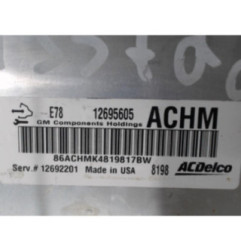 E78 12695605 ACHM
GM Components Holdings
86ACHMK4819817BW
Serv.# 12692201 Made in USA 8198 ACDelco